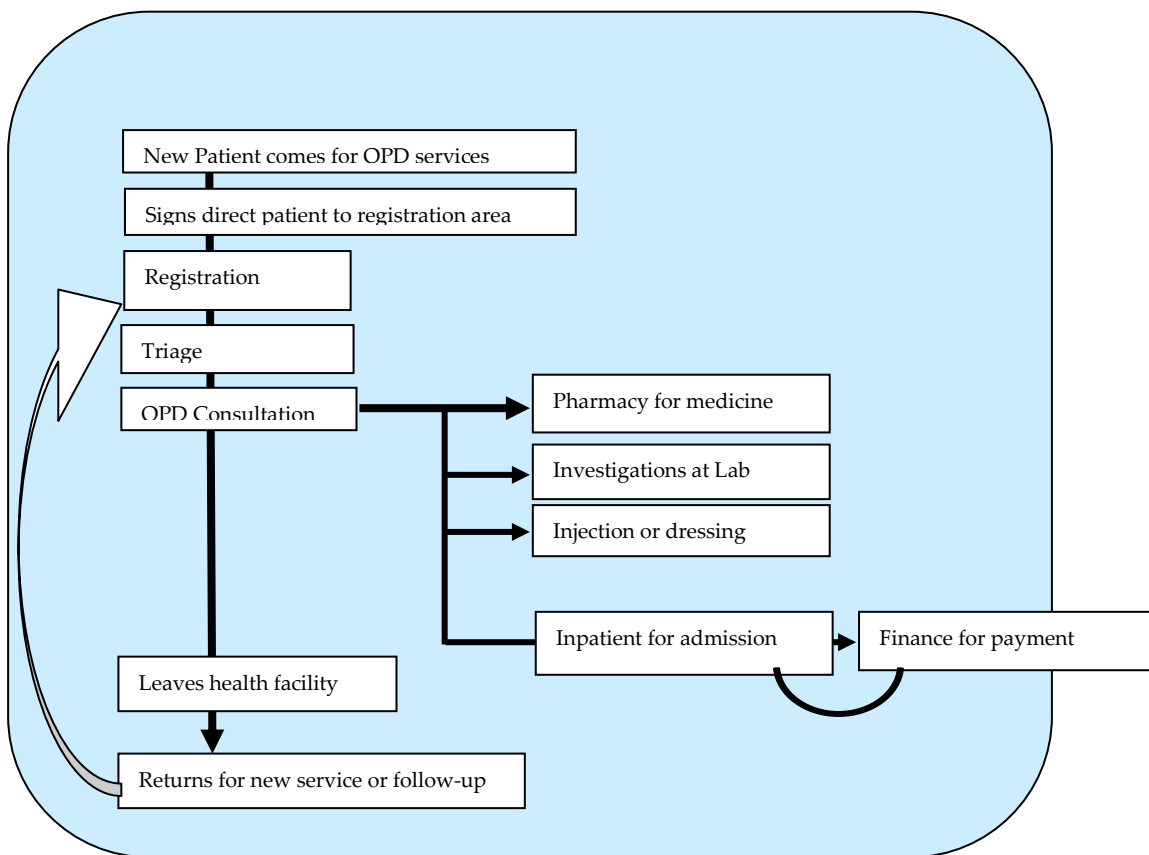 New Patient comes for OPD services
Signs direct patient to registration area
Registration
Triage
OPD Consultation
Pharmacy for medicine
Investigations at Lab
Injection or dressing
Inpatient for admission
Finance for payment
Leaves health facility
Returns for new service or follow-up